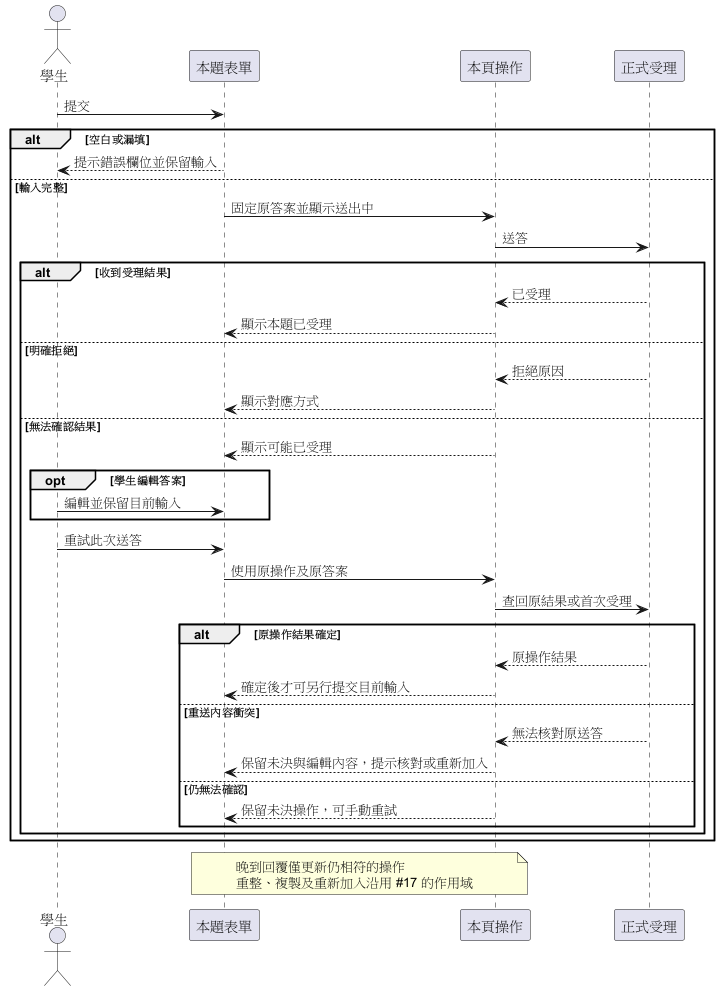 學生
本題表單
本頁操作
正式受理
提交
alt
[空白或漏填]
提示錯誤欄位並保留輸入
[輸入完整]
固定原答案並顯示送出中
送答
alt
[收到受理結果]
已受理
顯示本題已受理
[明確拒絕]
拒絕原因
顯示對應方式
[無法確認結果]
顯示可能已受理
opt
[學生編輯答案]
編輯並保留目前輸入
重試此次送答
使用原操作及原答案
查回原結果或首次受理
alt
[原操作結果確定]
原操作結果
確定後才可另行提交目前輸入
[重送內容衝突]
無法核對原送答
保留未決與編輯內容，提示核對或重新加入
[仍無法確認]
保留未決操作，可手動重試
晚到回覆僅更新仍相符的操作
重整、複製及重新加入沿用 #17 的作用域
學生
本題表單
本頁操作
正式受理